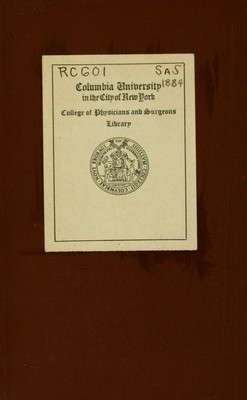 RC601 Sa5
1884
Columbia University
in the City of New York
College of Physicians and Surgeons
Library